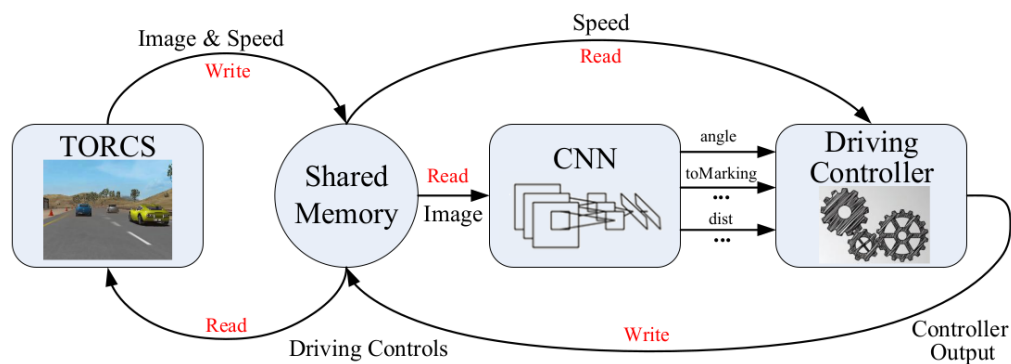 Image & Speed
Write
Speed
Read
TORCS
Shared
Memory
Read
Image
CNN
angle
toMarking
...
dist
...
Driving
Controller
Read
Driving Controls
Write
Controller
Output